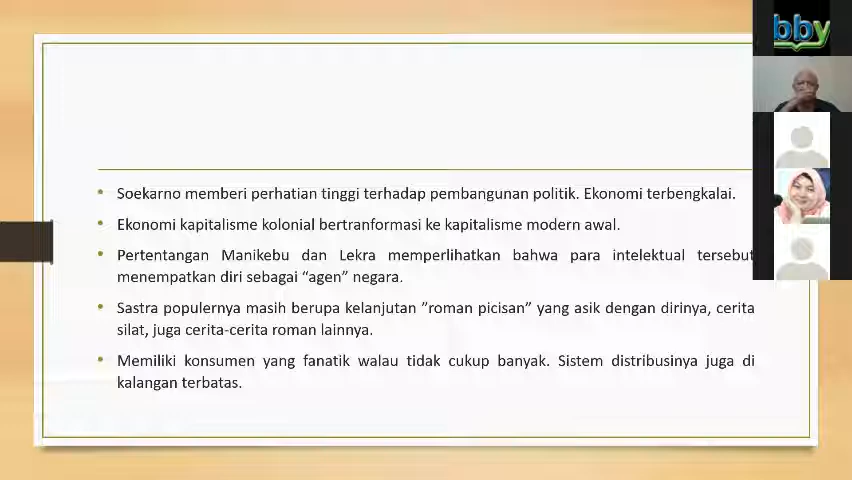 bby
• Soekarno memberi perhatian tinggi terhadap pembangunan politik. Ekonomi terbengkalai.
• Ekonomi kapitalisme kolonial bertranformasi ke kapitalisme modern awal.
• Pertentangan Manikebu dan Lekra memperlihatkan bahwa para intelektual tersebut
menempatkan diri sebagai “agen” negara.
• Sastra populernya masih berupa kelanjutan ”roman picisan” yang asik dengan dirinya, cerita
silat, juga cerita-cerita roman lainnya.
• Memiliki konsumen yang fanatik walau tidak cukup banyak. Sistem distribusinya juga di
kalangan terbatas.